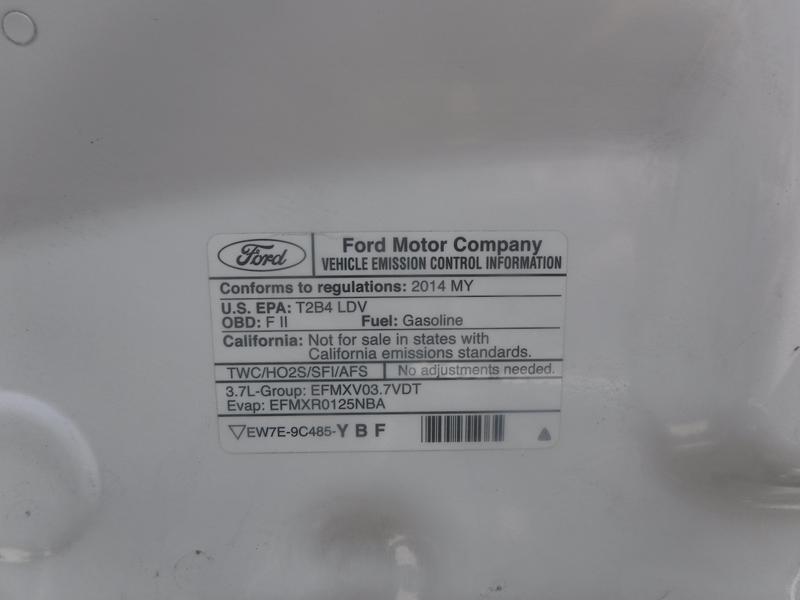 Ford
Ford Motor Company
VEHICLE EMISSION CONTROL INFORMATION
Conforms to regulations: 2014 MY
U.S. EPA: T2B4 LDV
OBD: F II Fuel: Gasoline
California: Not for sale in states with
California emissions standards.
TWC/HO2S/SFI/AFS No adjustments needed.
3.7L-Group: EFMXV03.7VDT
Evap: EFMXR0125NBA
EW7E-9C485-Y B F